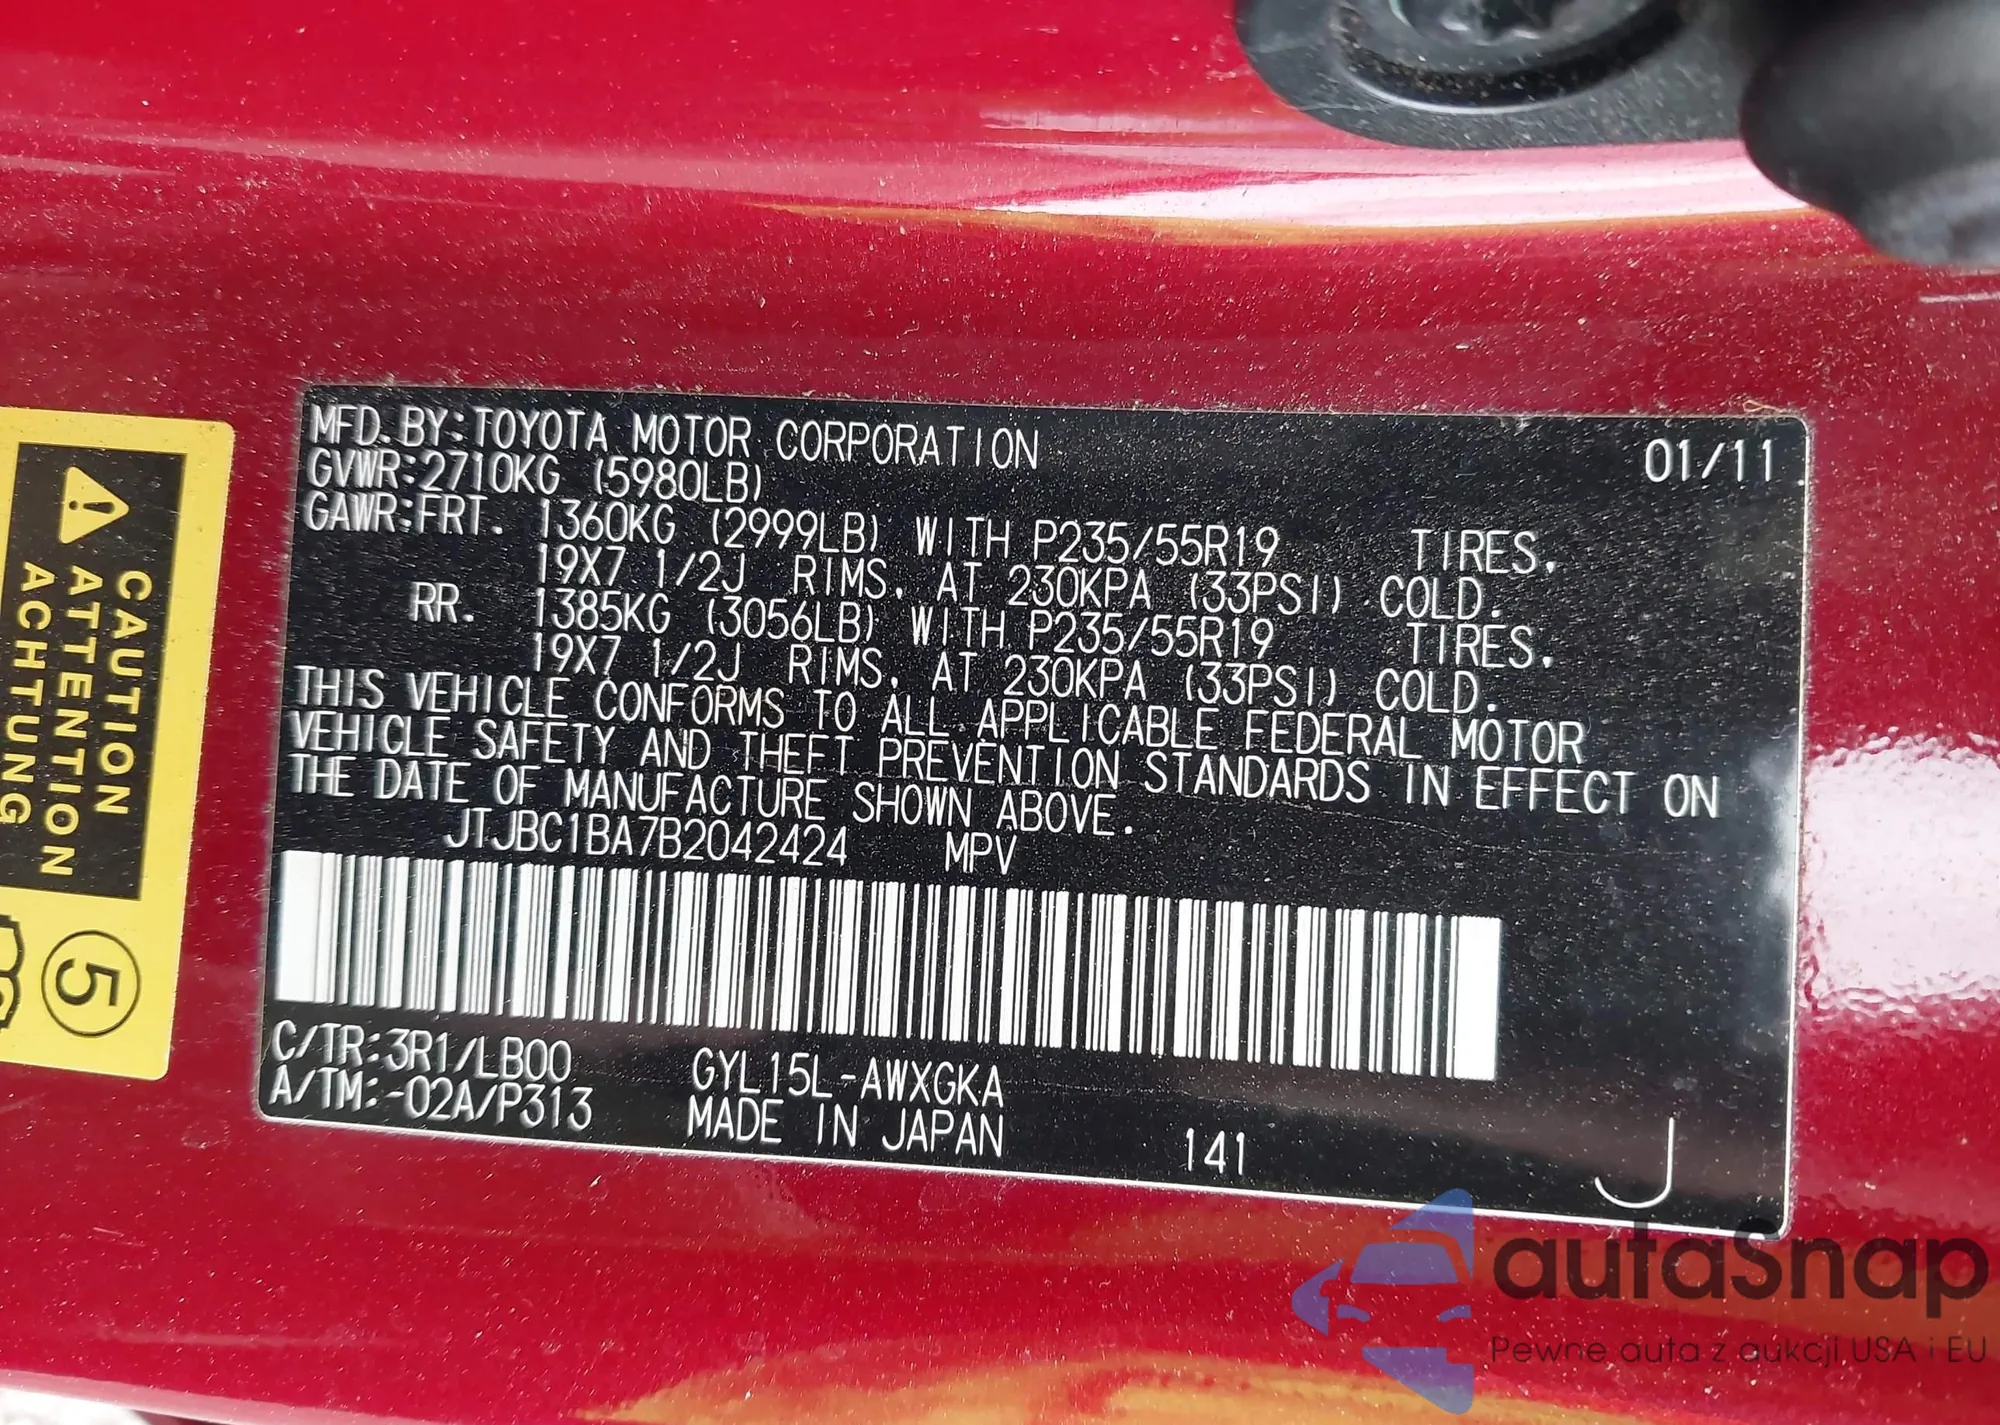 MFD. BY: TOYOTA MOTOR CORPORATION 01/11
GVWR: 2710KG (5980LB)
GAWR: FRT. 1360KG (2999LB) WITH P235/55R19 TIRES,
19X7 1/2J RIMS, AT 230KPA (33PSI) COLD.
RR. 1385KG (3056LB) WITH P235/55R19 TIRES,
19X7 1/2J RIMS, AT 230KPA (33PSI) COLD.
THIS VEHICLE CONFORMS TO ALL APPLICABLE FEDERAL MOTOR
VEHICLE SAFETY AND THEFT PREVENTION STANDARDS IN EFFECT ON
THE DATE OF MANUFACTURE SHOWN ABOVE.
JTJBC1BA7B2042424 MPV
C/TR: 3R1/LB00 GYL15L-AWXGKA
A/TM: -02A/P313 MADE IN JAPAN 141 J
CAUTION
ATTENTION
ACHTUNG
5
autaSnap
Pewne auta z aukcji USA i EU